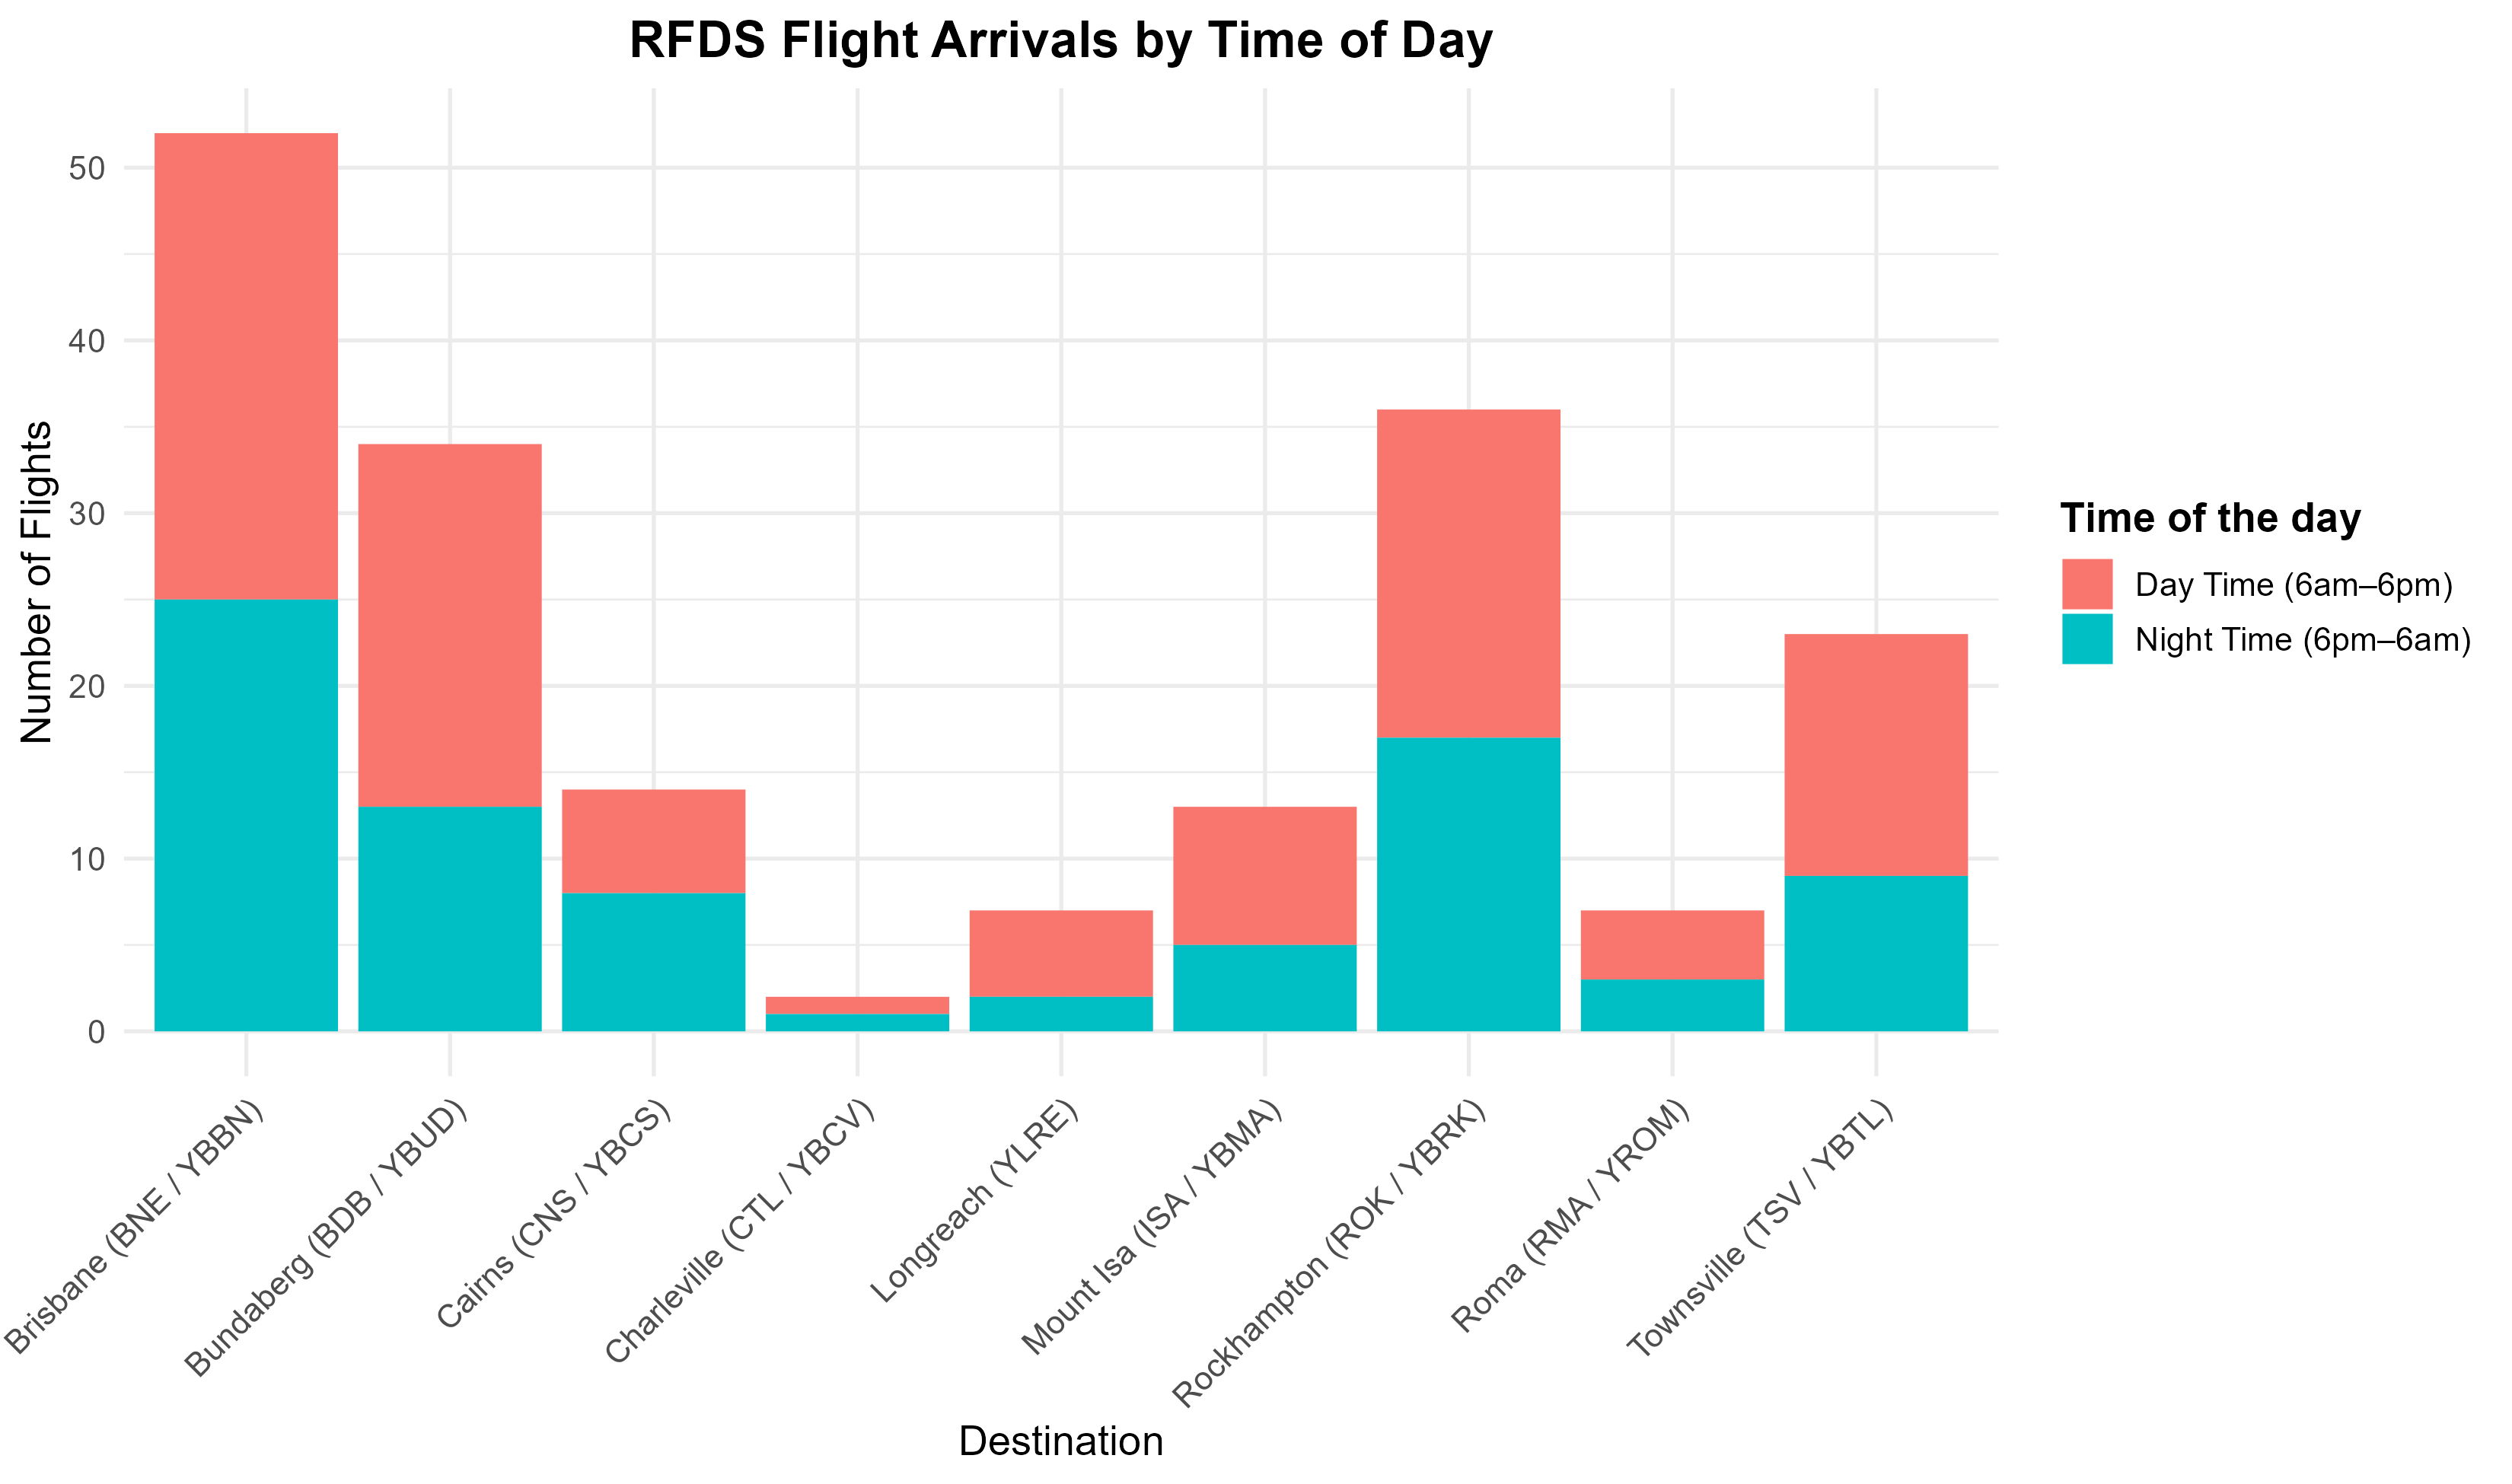 RFDS Flight Arrivals by Time of Day
Number of Flights
50
40
30
20
10
0
Brisbane (BNE / YBBN)
Bundaberg (BDB / YBUD)
Cairns (CNS / YBCS)
Charleville (CTL / YBCV)
Longreach (YLRE)
Mount Isa (ISA / YBMA)
Rockhampton (ROK / YBRK)
Roma (RMA / YROM)
Townsville (TSV / YBTL)
Destination
Time of the day
Day Time (6am–6pm)
Night Time (6pm–6am)